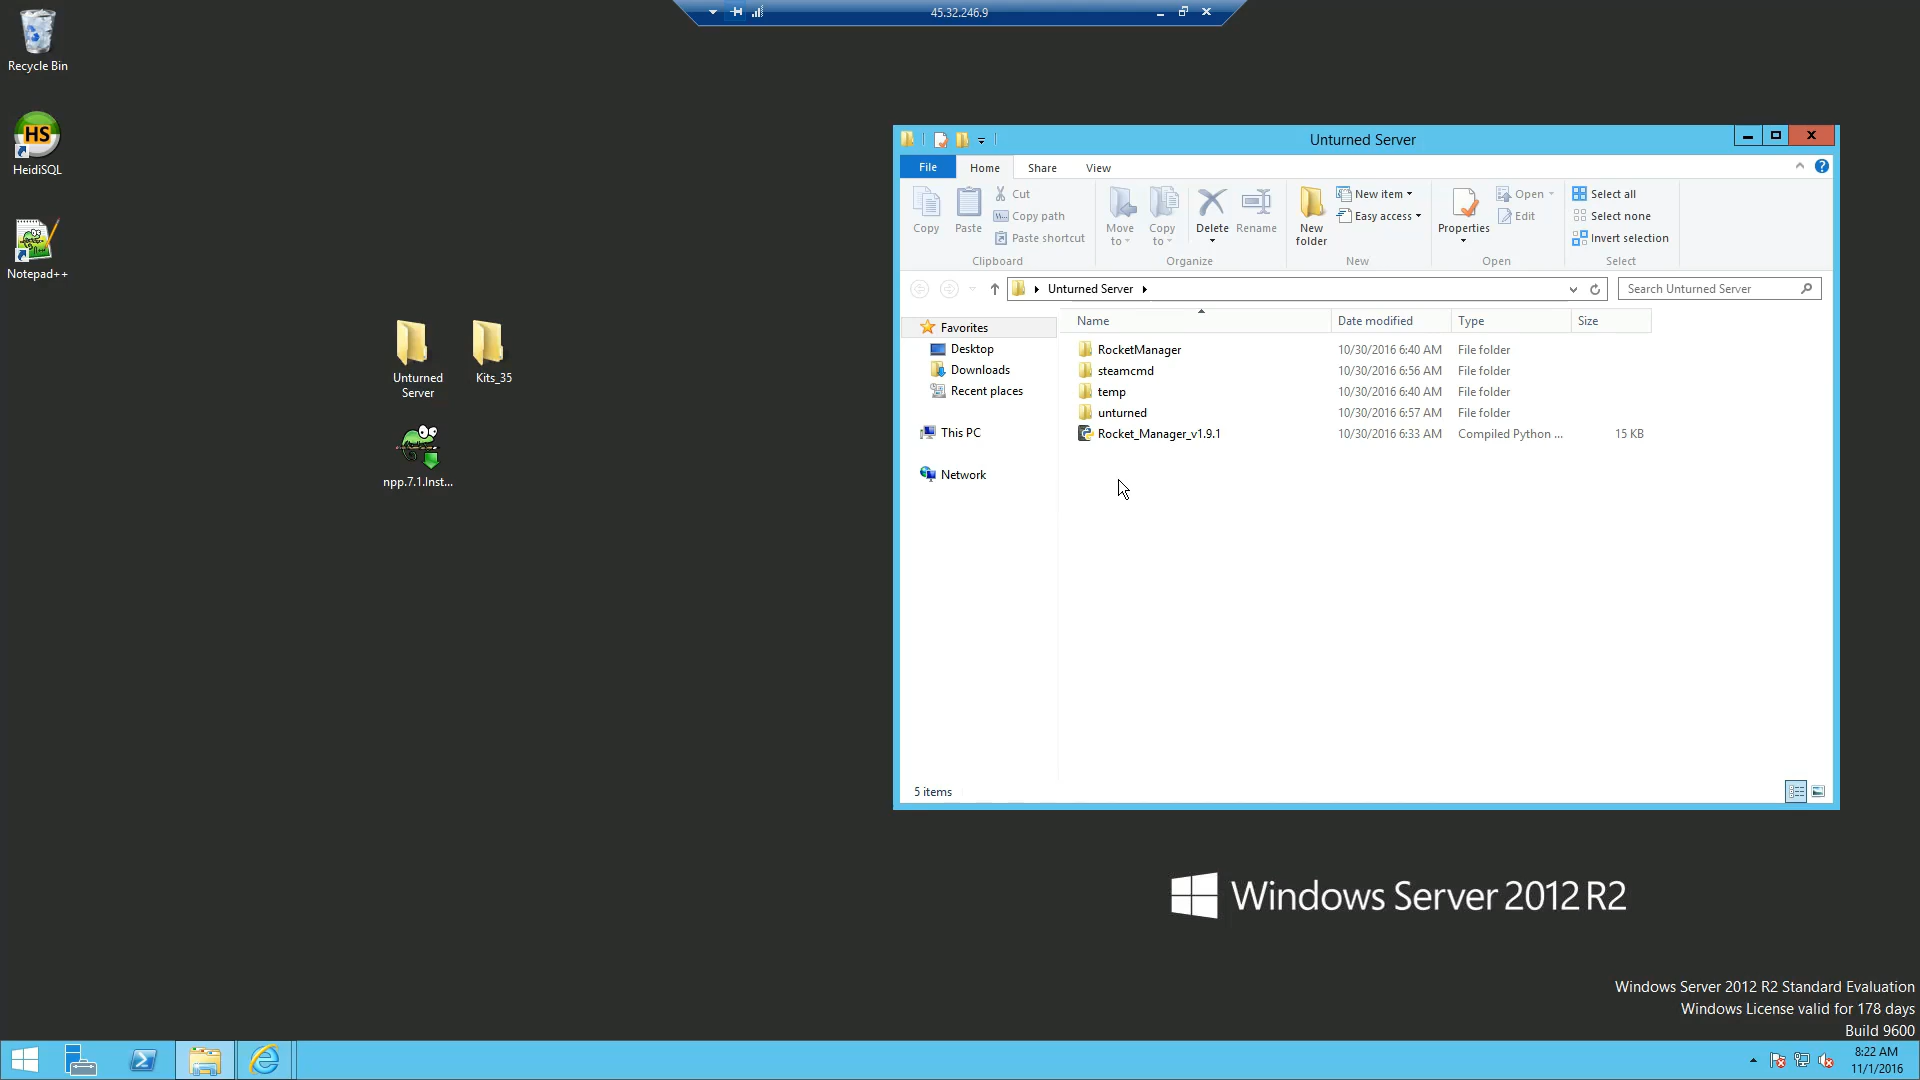 45.32.246.9
Recycle Bin
HeidiSQL
Notepad++
Unturned
Server
Kits_35
npp.7.1.Inst...
Unturned Server
File
Home
Share
View
Copy
Paste
Cut
Copy path
Paste shortcut
Clipboard
Move
to
Copy
to
Delete
Rename
Organize
New
folder
New item
Easy access
New
Properties
Open
Edit
Open
Select all
Select none
Invert selection
Select
Unturned Server
Search Unturned Server
Favorites
Desktop
Downloads
Recent places
This PC
Network
Name Date modified Type Size
RocketManager 10/30/2016 6:40 AM File folder
steamcmd 10/30/2016 6:56 AM File folder
temp 10/30/2016 6:40 AM File folder
unturned 10/30/2016 6:57 AM File folder
Rocket_Manager_v1.9.1 10/30/2016 6:33 AM Compiled Python ... 15 KB
5 items
Windows Server 2012 R2
Windows Server 2012 R2 Standard Evaluation
Windows License valid for 178 days
Build 9600
8:22 AM
11/1/2016